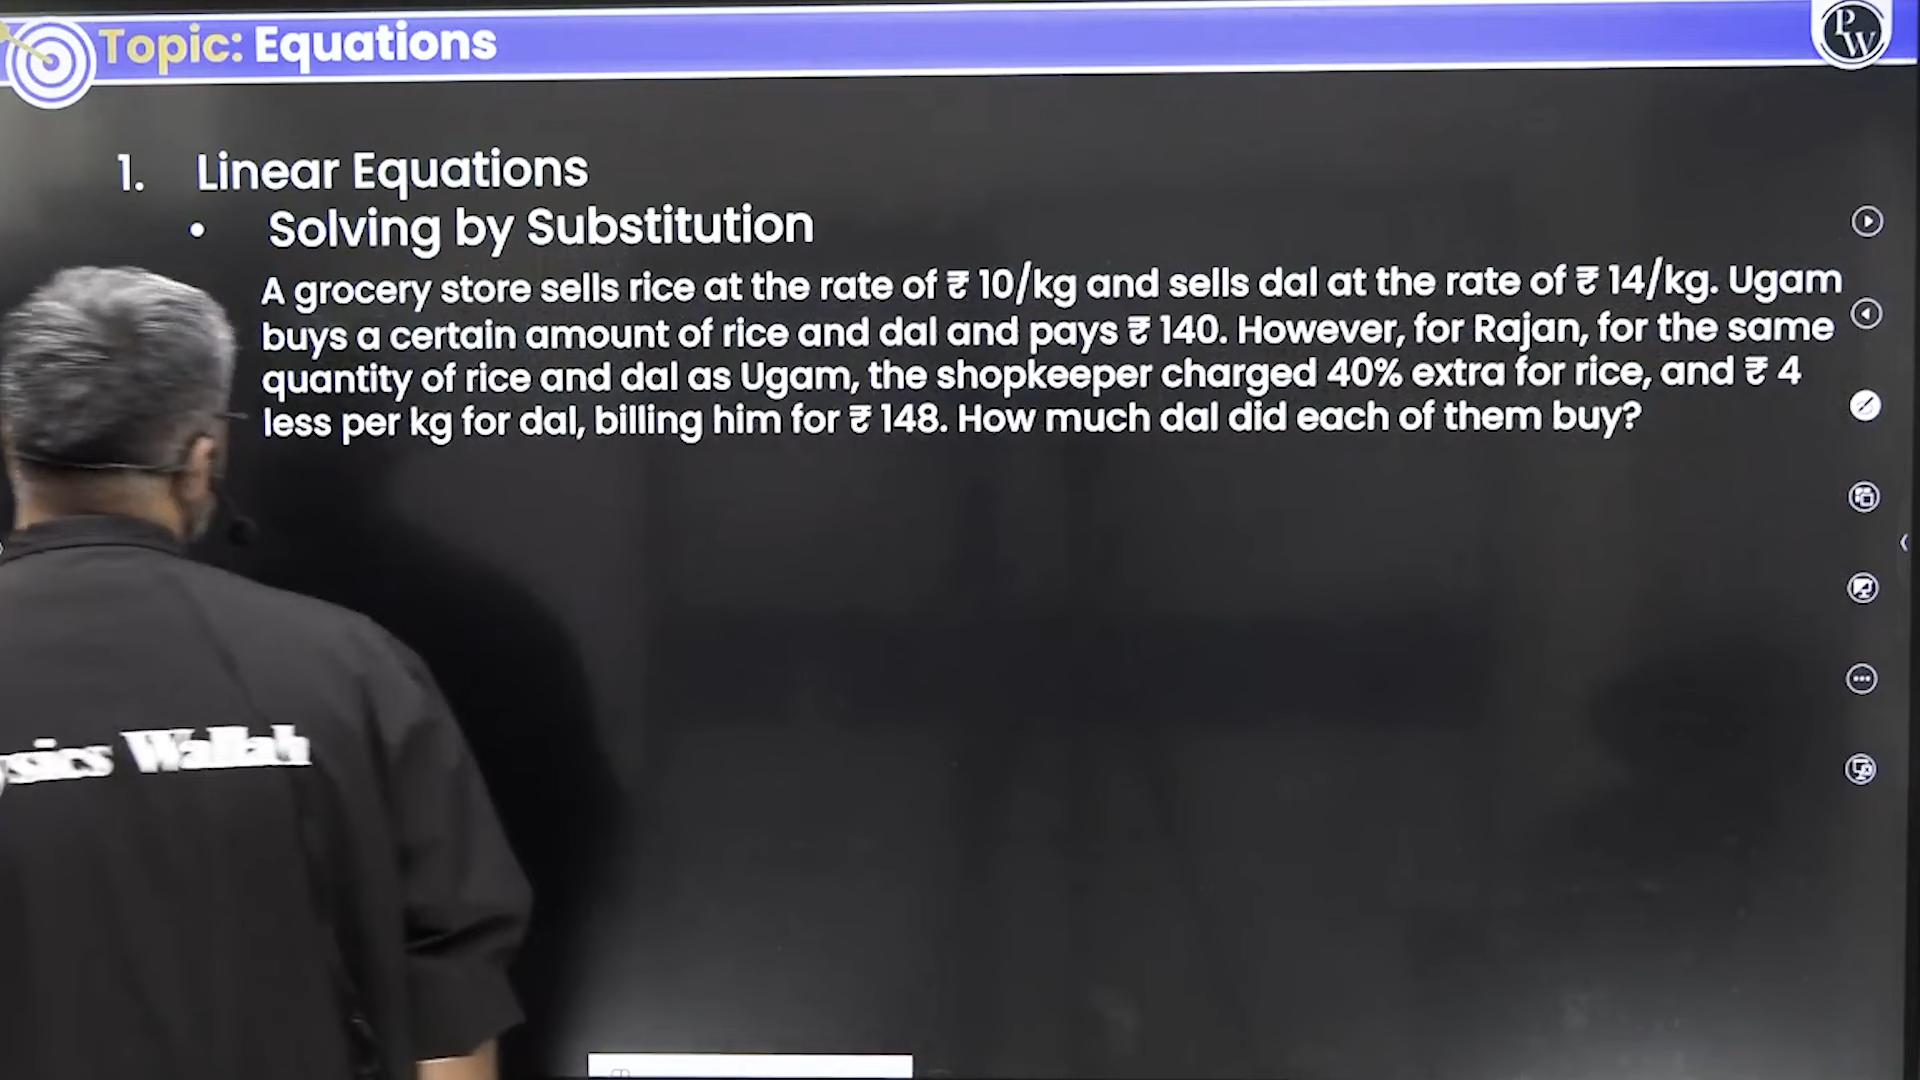 Topic: Equations
PW
1. Linear Equations
• Solving by Substitution
A grocery store sells rice at the rate of ₹ 10/kg and sells dal at the rate of ₹ 14/kg. Ugam
buys a certain amount of rice and dal and pays ₹ 140. However, for Rajan, for the same
quantity of rice and dal as Ugam, the shopkeeper charged 40% extra for rice, and ₹ 4
less per kg for dal, billing him for ₹ 148. How much dal did each of them buy?
ysics Wallah